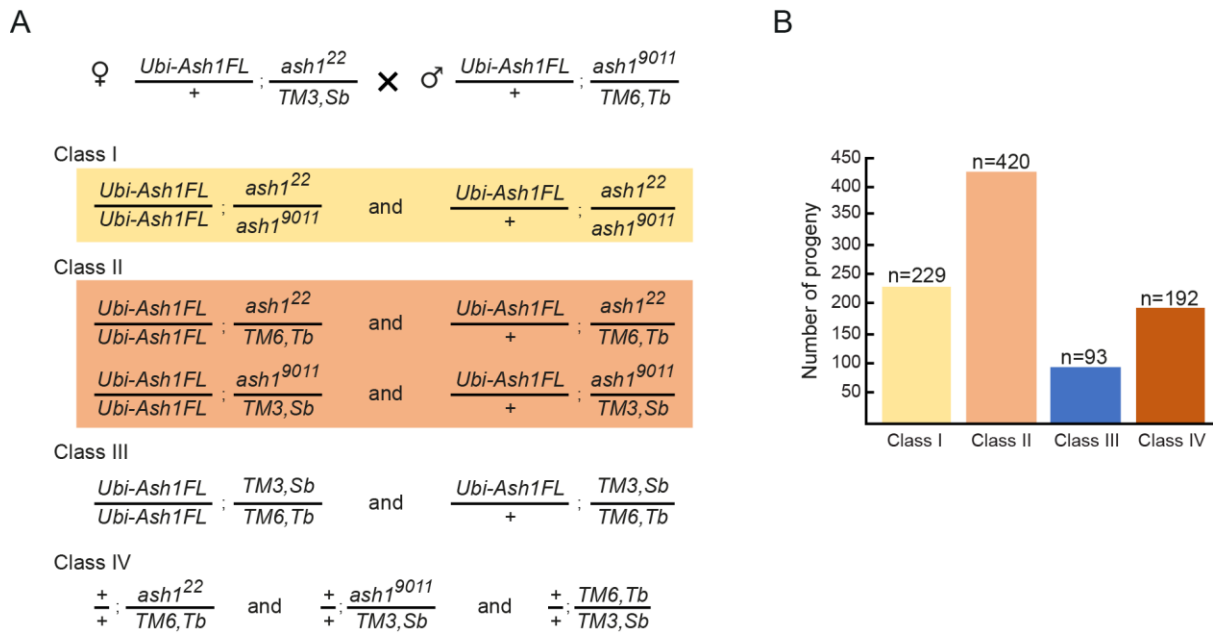 A
♀ Ubi-Ash1FL/+ ; ash1^22/TM3,Sb × ♂ Ubi-Ash1FL/+ ; ash1^9011/TM6,Tb
Class I
Ubi-Ash1FL/Ubi-Ash1FL ; ash1^22/ash1^9011 and Ubi-Ash1FL/+ ; ash1^22/ash1^9011
Class II
Ubi-Ash1FL/Ubi-Ash1FL ; ash1^22/TM6,Tb and Ubi-Ash1FL/+ ; ash1^22/TM6,Tb
Ubi-Ash1FL/Ubi-Ash1FL ; ash1^9011/TM3,Sb and Ubi-Ash1FL/+ ; ash1^9011/TM3,Sb
Class III
Ubi-Ash1FL/Ubi-Ash1FL ; TM3,Sb/TM6,Tb and Ubi-Ash1FL/+ ; TM3,Sb/TM6,Tb
Class IV
+/+ ; ash1^22/TM6,Tb and +/+ ; ash1^9011/TM3,Sb and +/+ ; TM6,Tb/TM3,Sb
B
Number of progeny
450
400
350
300
250
200
150
100
50
n=229
n=420
n=93
n=192
Class I Class II Class III Class IV